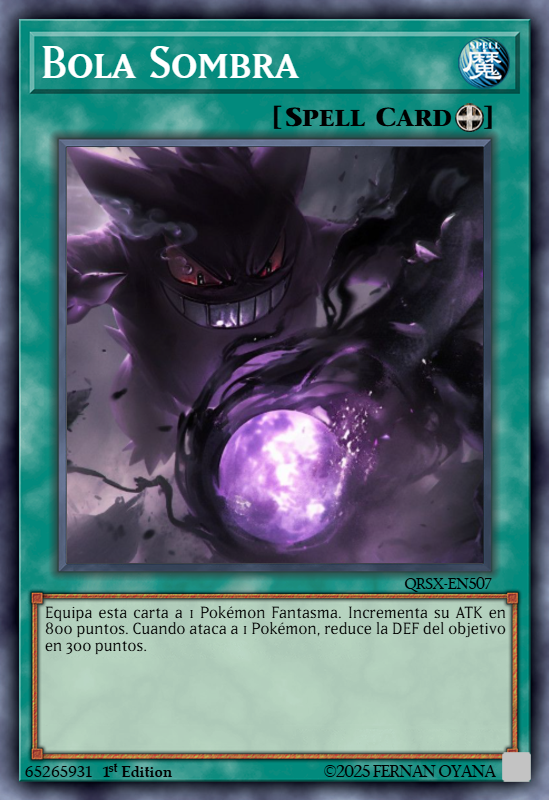 Bola Sombra
SPELL
魔
[Spell Card]
QRSX-EN507
Equipa esta carta a 1 Pokémon Fantasma. Incrementa su ATK en
800 puntos. Cuando ataca a 1 Pokémon, reduce la DEF del objetivo
en 300 puntos.
65265931 1st Edition ©2025 FERNAN OYANA